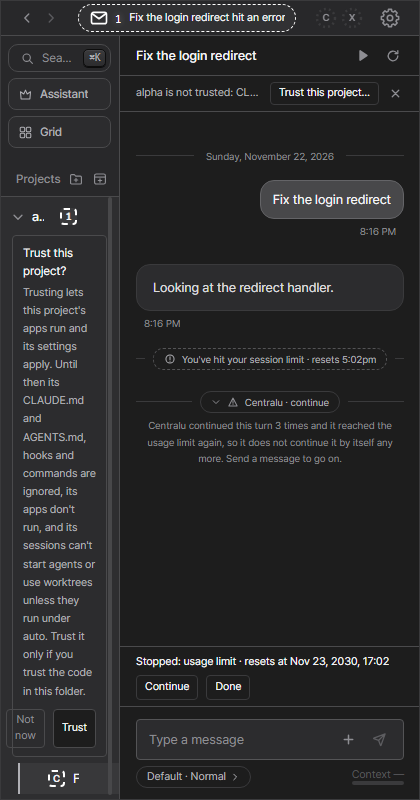 1 Fix the login redirect hit an error
C X
Sea... ⌘K
Assistant
Grid
Projects
a.. 1
Trust this
project?
Trusting lets
this project's
apps run and
its settings
apply. Until
then its
CLAUDE.md
and
AGENTS.md,
hooks and
commands are
ignored, its
apps don't
run, and its
sessions can't
start agents or
use worktrees
unless they
run under
auto. Trust it
only if you
trust the code
in this folder.
Not
now
Trust
C F
Fix the login redirect
alpha is not trusted: CL... Trust this project...
Sunday, November 22, 2026
Fix the login redirect
8:16 PM
Looking at the redirect handler.
8:16 PM
You've hit your session limit · resets 5:02pm
Centralu · continue
Centralu continued this turn 3 times and it reached the
usage limit again, so it does not continue it by itself any
more. Send a message to go on.
Stopped: usage limit · resets at Nov 23, 2030, 17:02
Continue Done
Type a message
Default · Normal
Context —